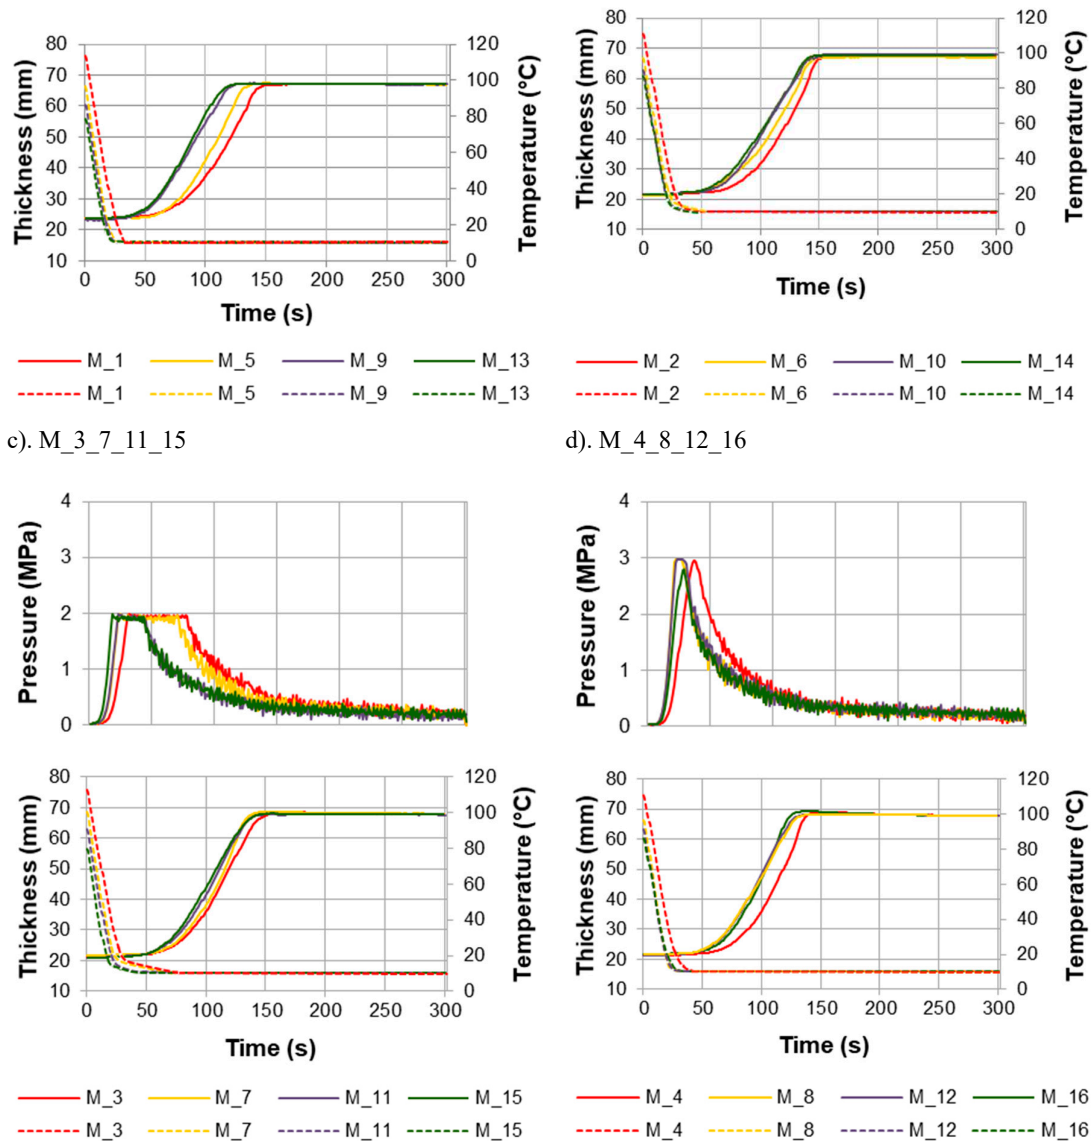 80
70
60
50
40
30
20
10
Thickness (mm)
120
100
80
60
40
20
0
Temperature (°C)
0 50 100 150 200 250 300
Time (s)
M_1 M_5 M_9 M_13
M_1 M_5 M_9 M_13
80
70
60
50
40
30
20
10
Thickness (mm)
120
100
80
60
40
20
0
Temperature (°C)
0 50 100 150 200 250 300
Time (s)
M_2 M_6 M_10 M_14
M_2 M_6 M_10 M_14
c). M_3_7_11_15
d). M_4_8_12_16
4
3
2
1
0
Pressure (MPa)
4
3
2
1
0
Pressure (MPa)
80
70
60
50
40
30
20
10
Thickness (mm)
120
100
80
60
40
20
0
Temperature (°C)
0 50 100 150 200 250 300
Time (s)
M_3 M_7 M_11 M_15
M_3 M_7 M_11 M_15
80
70
60
50
40
30
20
10
Thickness (mm)
120
100
80
60
40
20
0
Temperature (°C)
0 50 100 150 200 250 300
Time (s)
M_4 M_8 M_12 M_16
M_4 M_8 M_12 M_16